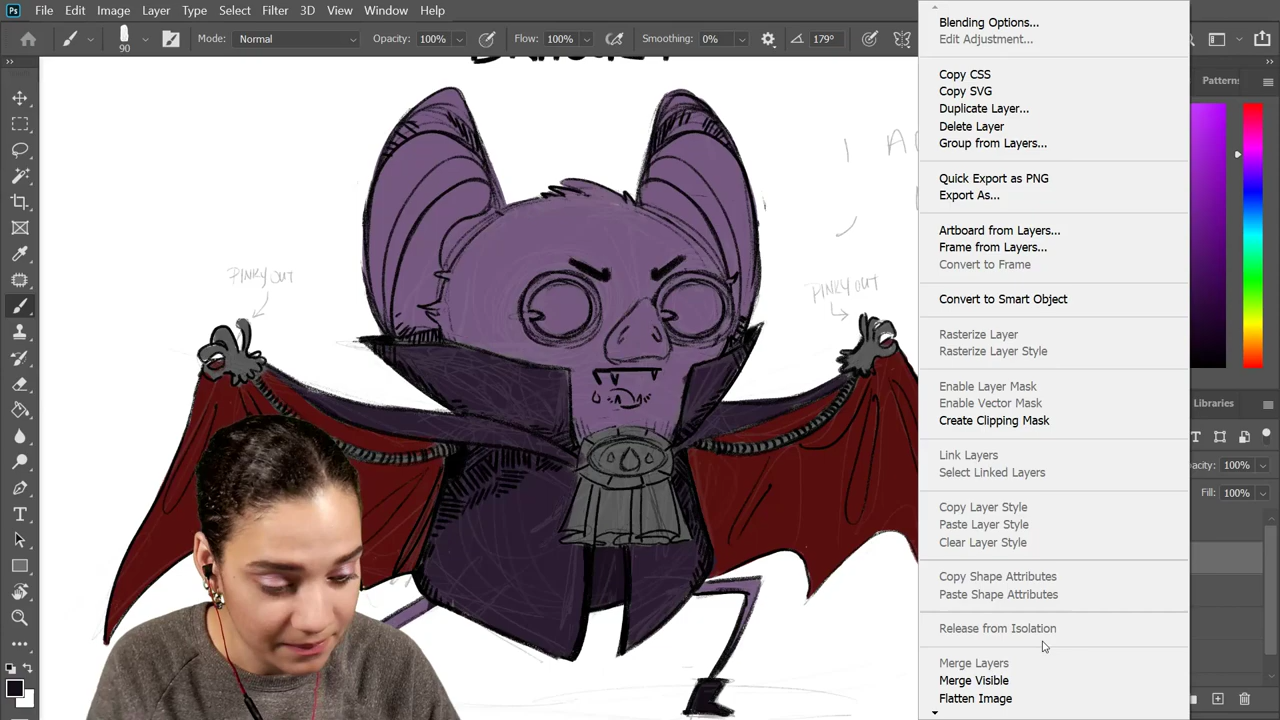 Ps File Edit Image Layer Type Select Filter 3D View Window Help
90 Mode: Normal Opacity: 100% Flow: 100% Smoothing: 0% 179°
Patterns
I A
PINKY OUT
PINKY OUT
Blending Options...
Edit Adjustment...
Copy CSS
Copy SVG
Duplicate Layer...
Delete Layer
Group from Layers...
Quick Export as PNG
Export As...
Artboard from Layers...
Frame from Layers...
Convert to Frame
Convert to Smart Object
Rasterize Layer
Rasterize Layer Style
Enable Layer Mask
Enable Vector Mask
Create Clipping Mask
Link Layers
Select Linked Layers
Copy Layer Style
Paste Layer Style
Clear Layer Style
Copy Shape Attributes
Paste Shape Attributes
Release from Isolation
Merge Layers
Merge Visible
Flatten Image
Libraries
pacity: 100%
Fill: 100%